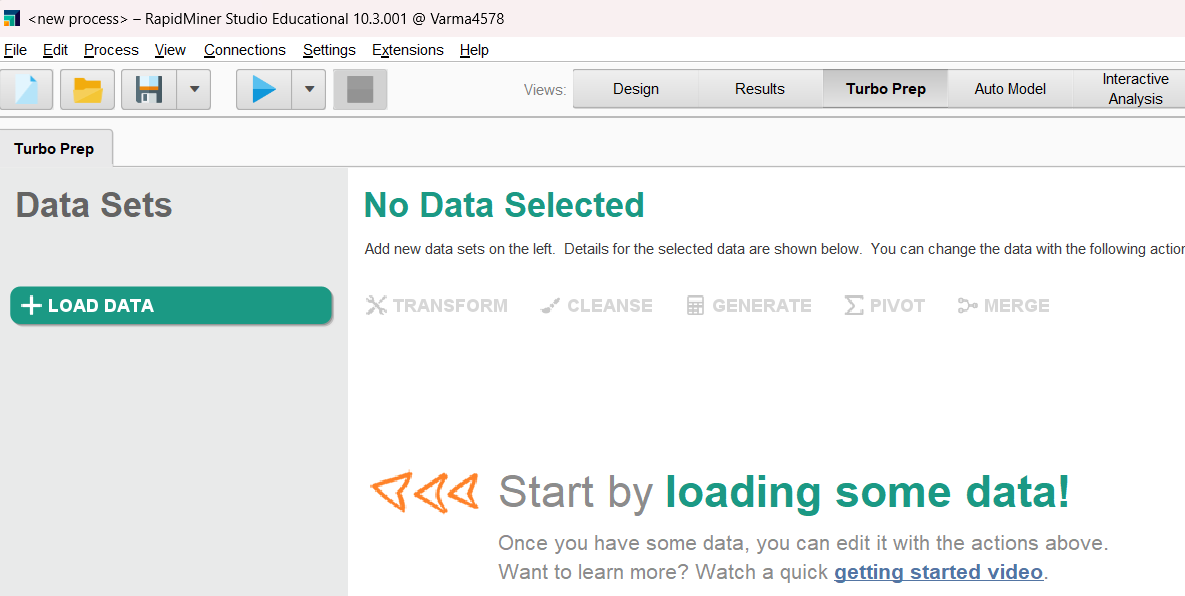 <new process> – RapidMiner Studio Educational 10.3.001 @ Varma4578
File Edit Process View Connections Settings Extensions Help
Views: Design Results Turbo Prep Auto Model Interactive Analysis
Turbo Prep
Data Sets
No Data Selected
Add new data sets on the left. Details for the selected data are shown below. You can change the data with the following
LOAD DATA
TRANSFORM CLEANSE GENERATE PIVOT MERGE
Start by loading some data!
Once you have some data, you can edit it with the actions above.
Want to learn more? Watch a quick getting started video.